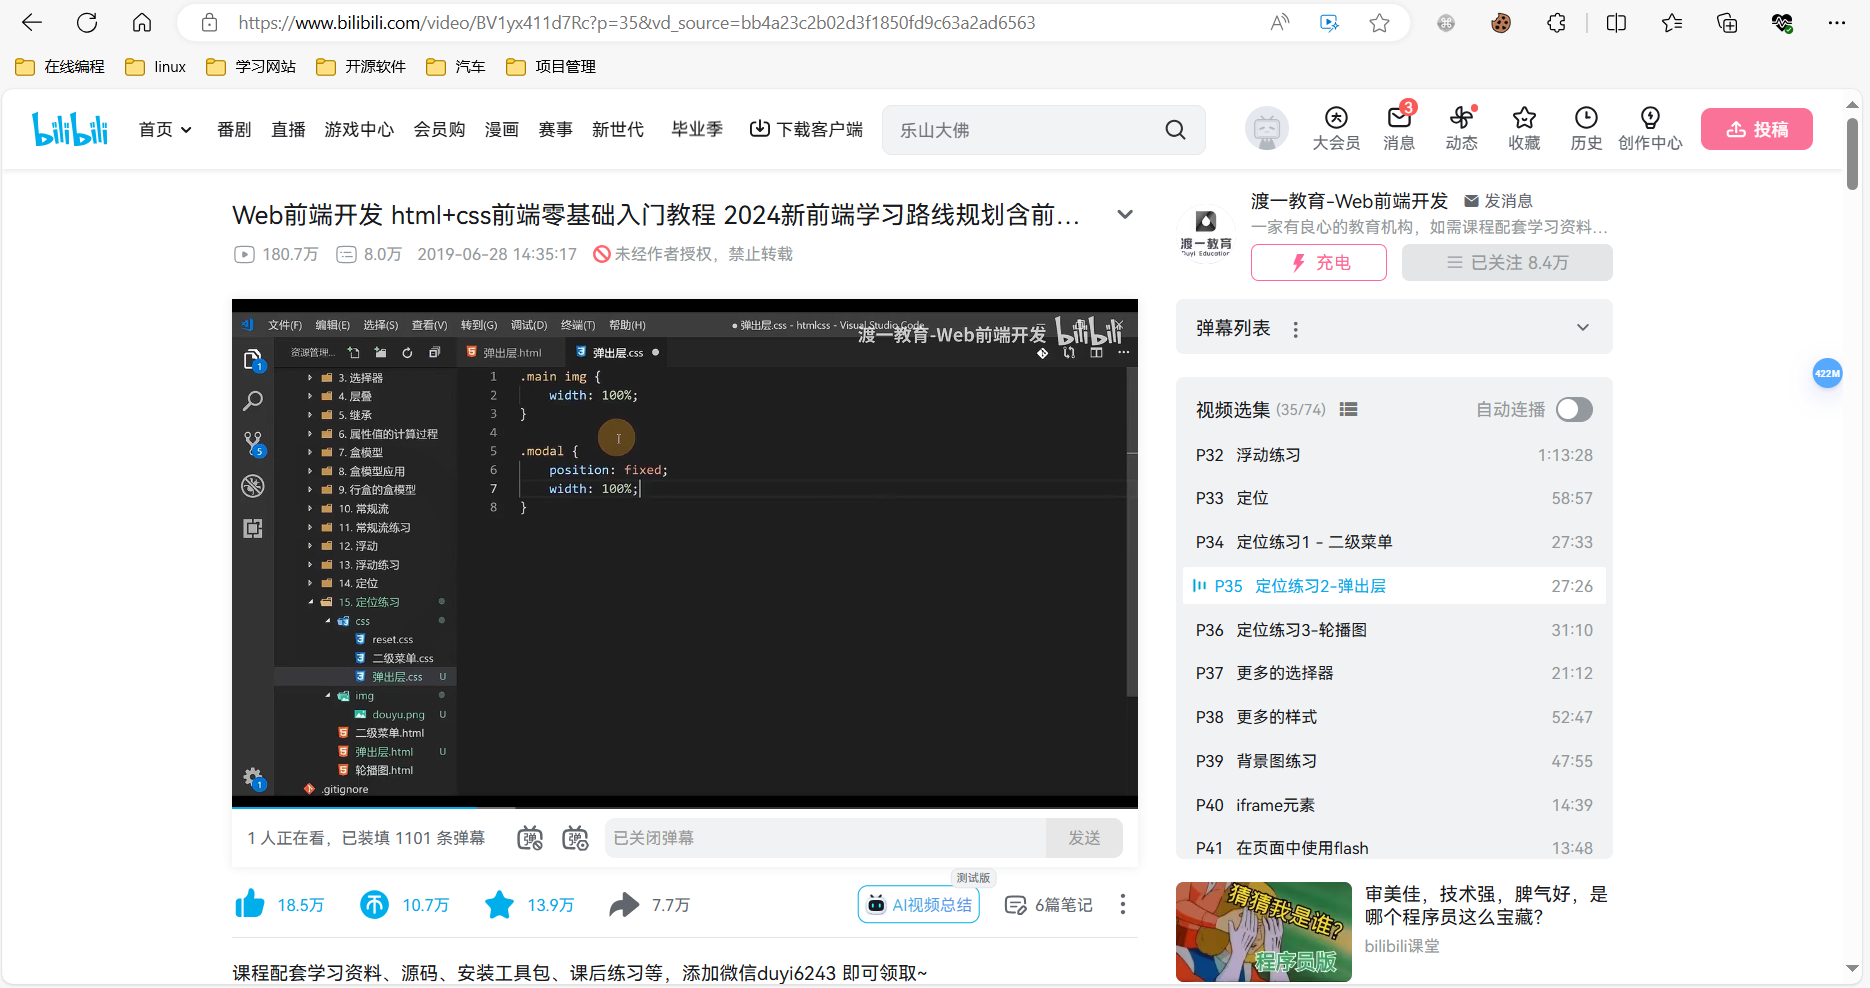 https://www.bilibili.com/video/BV1yx411d7Rc?p=35&vd_source=bb4a23c2b02d3f1850fd9c63a2ad6563
在线编程 linux 学习网站 开源软件 汽车 项目管理
bilibili 首页 番剧 直播 游戏中心 会员购 漫画 赛事 新世代 毕业季 下载客户端 乐山大佛 大会员 3 消息 动态 收藏 历史 创作中心 投稿
Web前端开发 html+css前端零基础入门教程 2024新前端学习路线规划含前...
180.7万 8.0万 2019-06-28 14:35:17 未经作者授权，禁止转载
渡一教育
Duyi Education
渡一教育-Web前端开发 发消息
一家有良心的教育机构，如需课程配套学习资料...
充电 已关注 8.4万
文件(F) 编辑(E) 选择(S) 查看(V) 转到(G) 调试(D) 终端(T) 帮助(H) ● 弹出层.css - htmlcss - Visual Studio Code
渡一教育-Web前端开发 bilibili
资源管理... 弹出层.html 弹出层.css ●
3. 选择器
4. 层叠
5. 继承
6. 属性值的计算过程
7. 盒模型
8. 盒模型应用
9. 行盒的盒模型
10. 常规流
11. 常规流练习
12. 浮动
13. 浮动练习
14. 定位
15. 定位练习
css
reset.css
二级菜单.css
弹出层.css U
img
douyu.png U
二级菜单.html
弹出层.html U
轮播图.html
.gitignore
1
5
1
1 .main img {
2 width: 100%;
3 }
4
5 .modal {
6 position: fixed;
7 width: 100%;
8 }
1 人正在看，已装填 1101 条弹幕 已关闭弹幕 发送
18.5万 10.7万 13.9万 7.7万 测试版 AI视频总结 6篇笔记
课程配套学习资料、源码、安装工具包、课后练习等，添加微信duyi6243 即可领取~
弹幕列表
422M
视频选集 (35/74) 自动连播
P32 浮动练习 1:13:28
P33 定位 58:57
P34 定位练习1 - 二级菜单 27:33
P35 定位练习2-弹出层 27:26
P36 定位练习3-轮播图 31:10
P37 更多的选择器 21:12
P38 更多的样式 52:47
P39 背景图练习 47:55
P40 iframe元素 14:39
P41 在页面中使用flash 13:48
猜猜我是谁?
程序员版
审美佳，技术强，脾气好，是
哪个程序员这么宝藏?
bilibili课堂